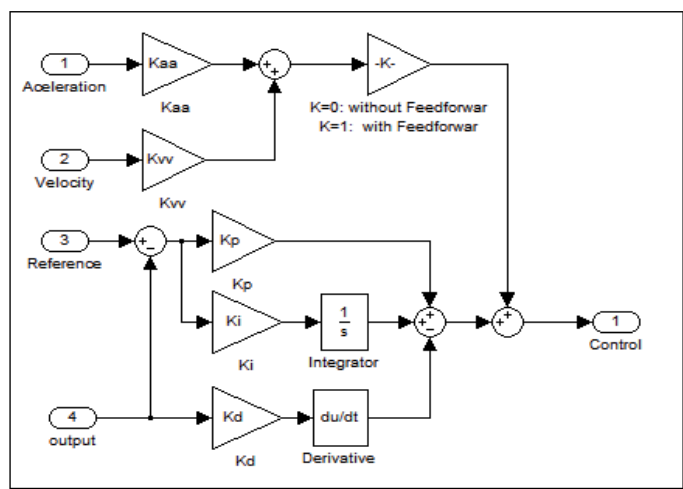 1
Aceleration
Kaa
Kaa
+
+
-K-
K=0: without Feedforwar
K=1: with Feedforwar
2
Velocity
Kvv
Kvv
3
Reference
+
−
Kp
Kp
Ki
Ki
1
s
Integrator
+
+
−
+
+
1
Control
4
output
Kd
Kd
du/dt
Derivative